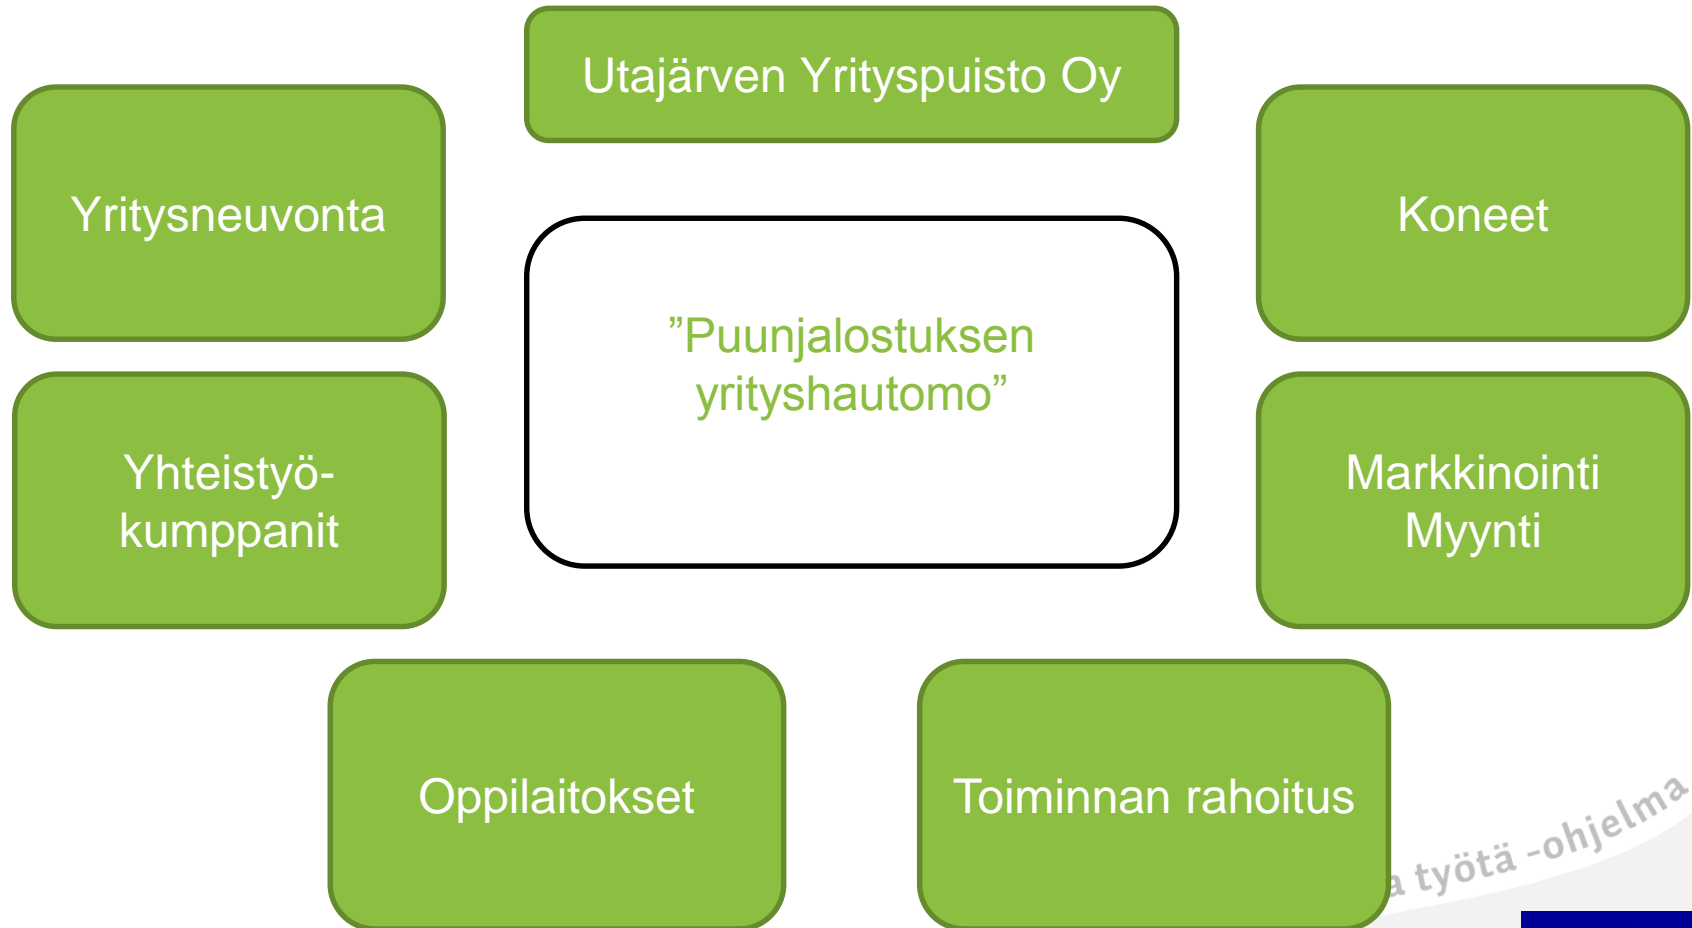 Utajärven Yrityspuisto Oy
Yritysneuvonta
Koneet
”Puunjalostuksen
yrityshautomo”
Yhteistyö-
kumppanit
Markkinointi
Myynti
Oppilaitokset
Toiminnan rahoitus
a työtä -ohjelma